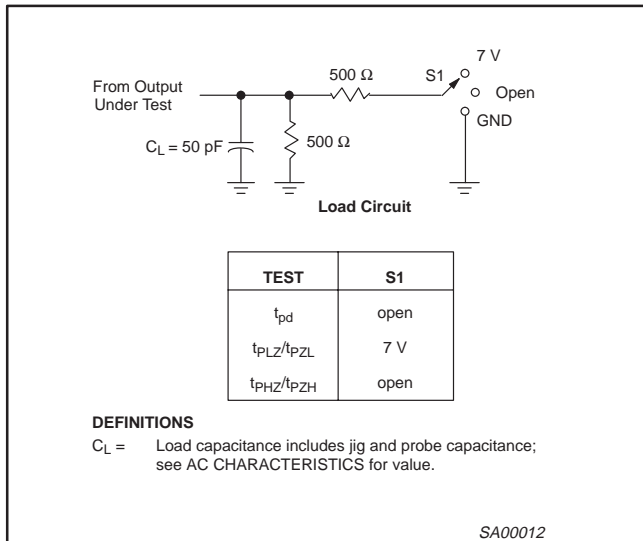 7 V
500 Ω
S1
From Output
Under Test
Open
GND
C_L = 50 pF
500 Ω
Load Circuit
TEST S1
t_pd open
t_PLZ/t_PZL 7 V
t_PHZ/t_PZH open
DEFINITIONS
C_L = Load capacitance includes jig and probe capacitance;
see AC CHARACTERISTICS for value.
SA00012